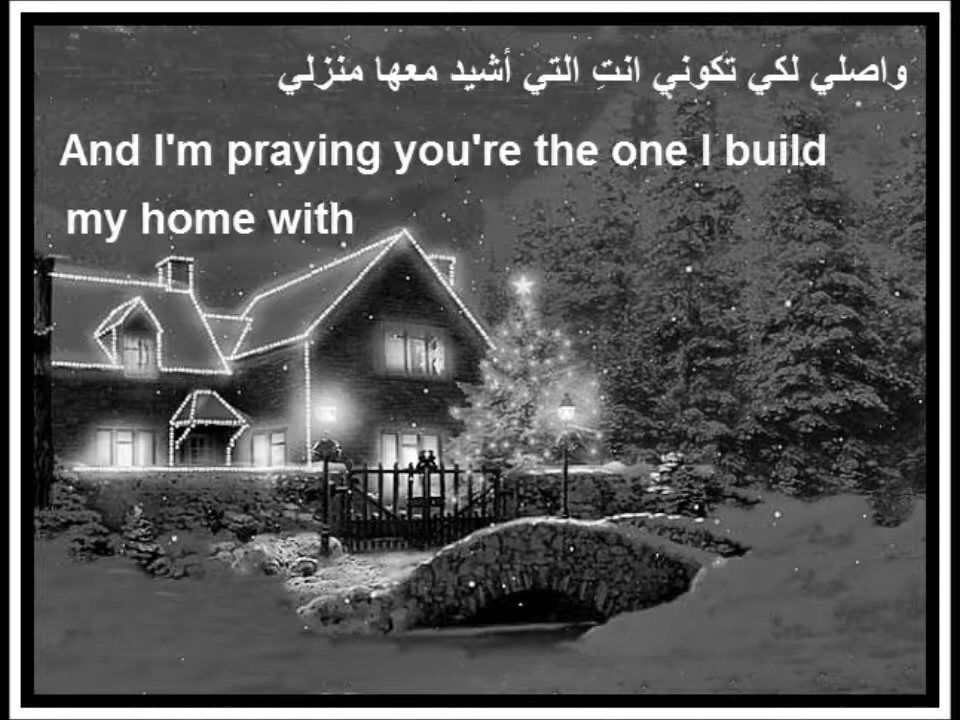 واصلي لكي تكوني انتِ التي أشيد معها منزلي
And I'm praying you're the one I build
my home with